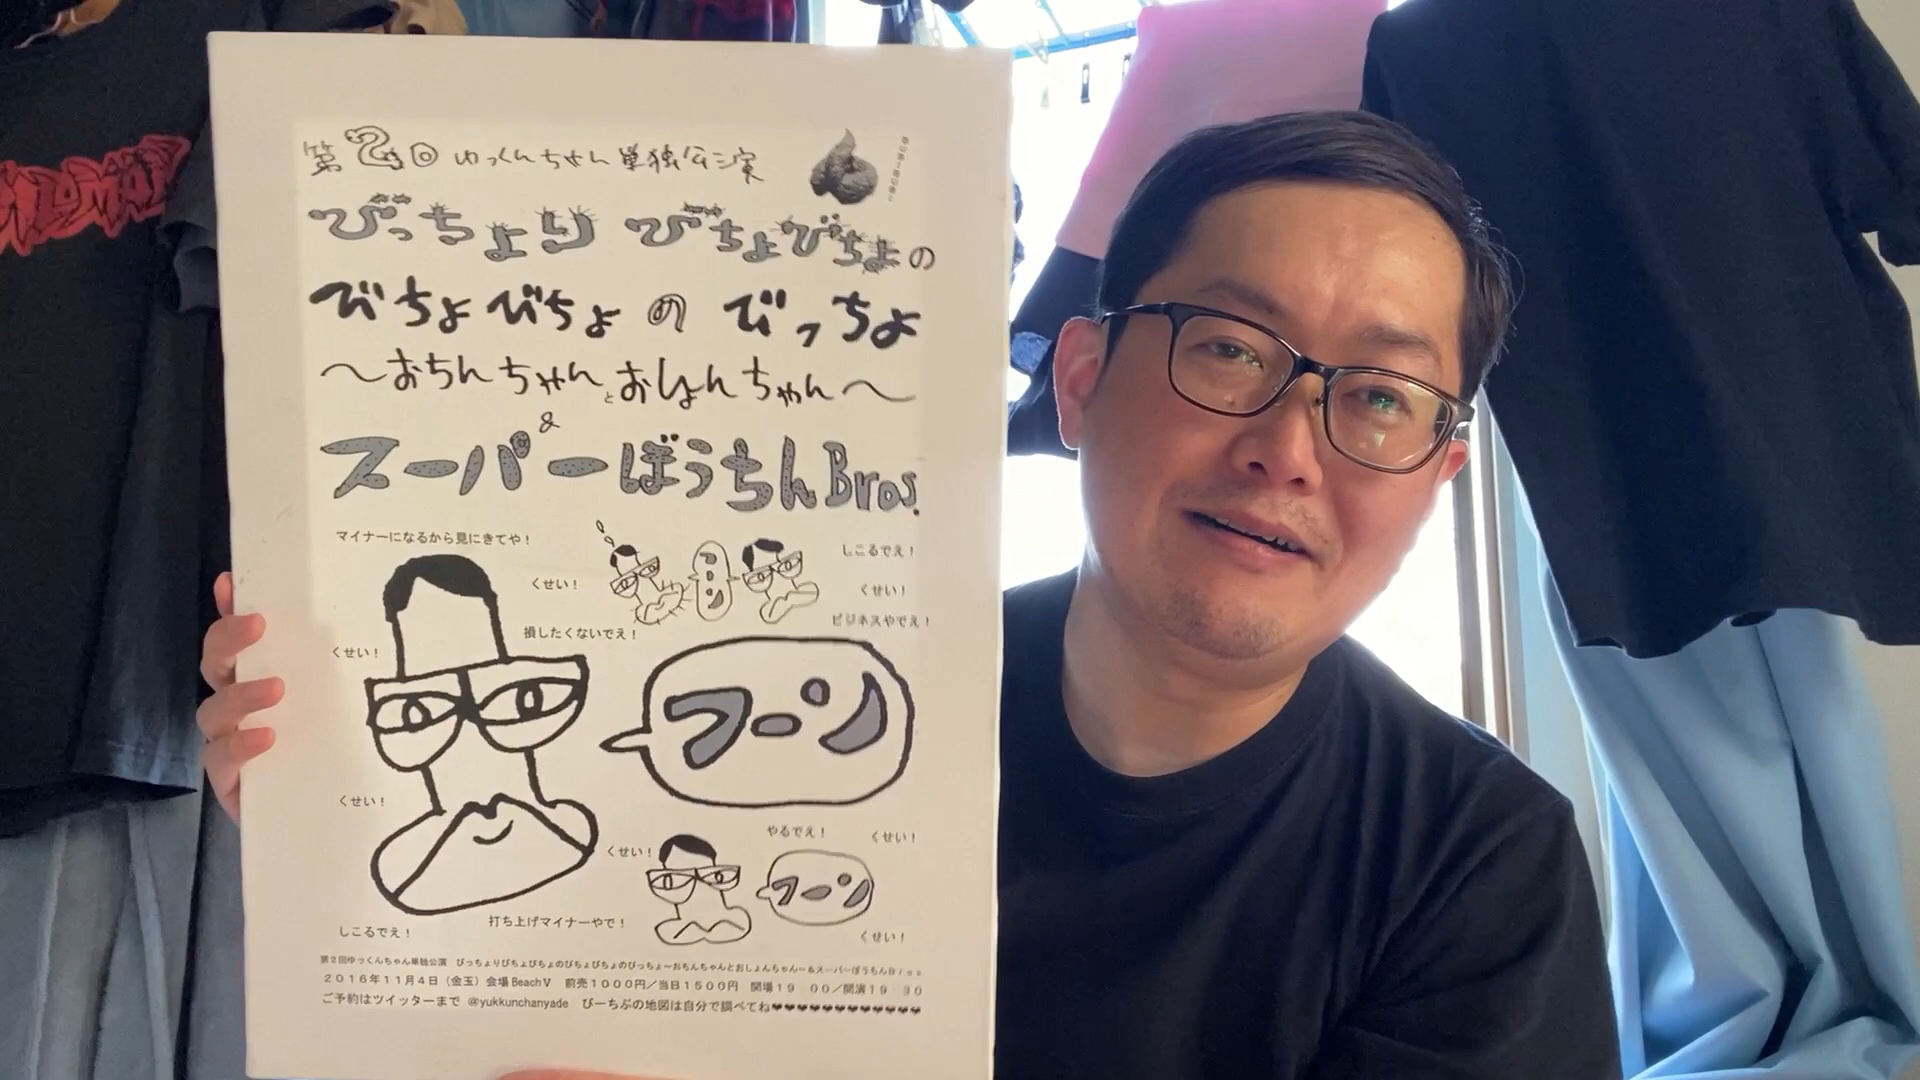 第2回ゆっくんちゃん単独公演
びっちょりびちょびちょの
びちょびちょのびっちょ
～おちんちゃんとおしょんちゃん～
&
スーパーぼうちんBros.
マイナーになるから見にきてや!
しこるでえ!
くせい!
くせい!
コーン
ビジネスやでえ!
損したくないでえ!
くせい!
フーン
くせい!
やるでえ!
くせい!
くせい!
フーン
打ち上げマイナーやで!
しこるでえ!
くせい!
第2回ゆっくんちゃん単独公演 びっちょりびちょびちょのびちょびちょのびっちょ～おちんちゃんとおしょんちゃん～&スーパーぼうちんBros
2016年11月4日(金玉)会場BeachⅤ 前売1000円/当日1500円 開場19:00/開演19:30
ご予約はツイッターまで @yukkunchanyade びーちぶの地図は自分で調べてね❤❤❤❤❤❤❤❤❤❤❤❤